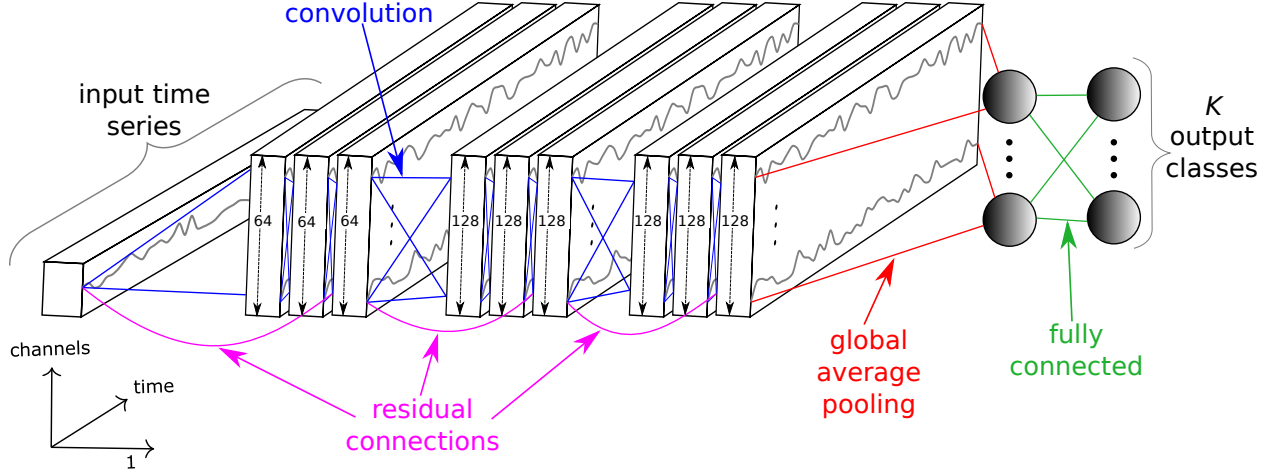 convolution
input time
series
64
64
64
128
128
128
128
128
128
K
output
classes
channels
time
1
residual
connections
global
average
pooling
fully
connected